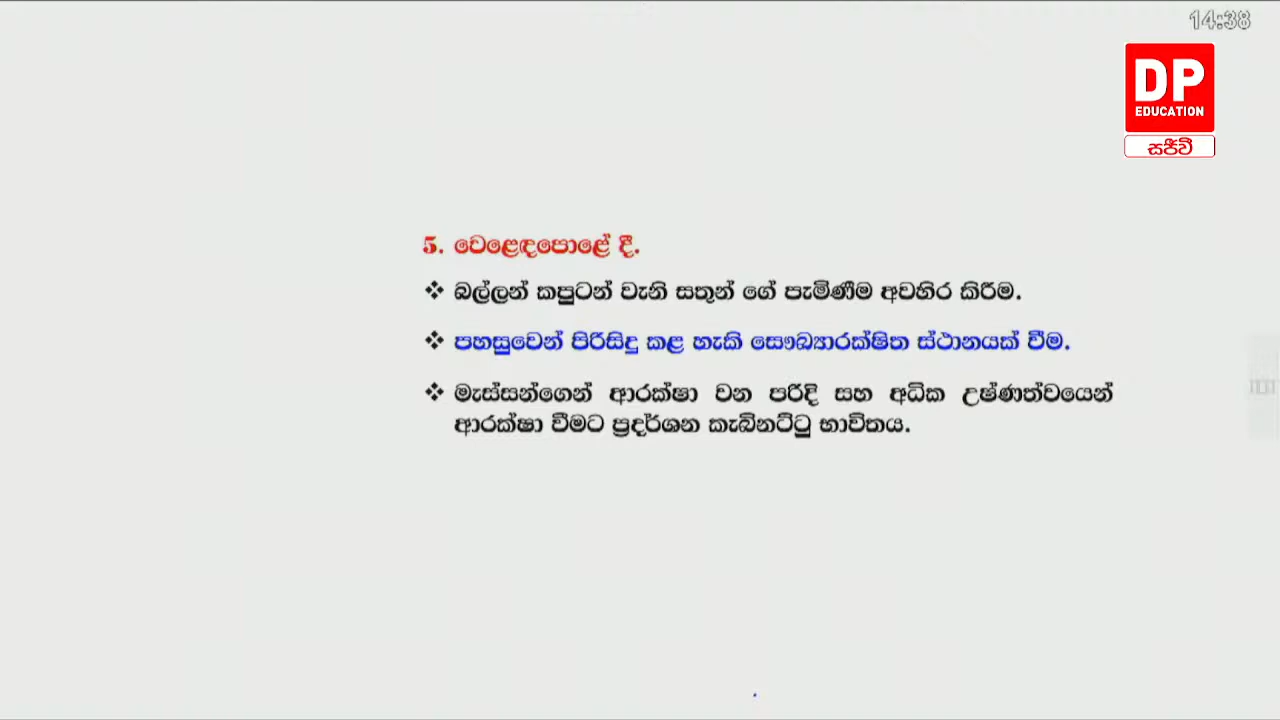 14:38
DP
EDUCATION
සජීවී
5. වෙළෙඳපොළේ දී.
❖ බල්ලන් කපුටන් වැනි සතුන් ගේ පැමිණීම අවහිර කිරීම.
❖ පහසුවෙන් පිරිසිදු කළ හැකි සෞඛ්‍යාරක්ෂිත ස්ථානයක් වීම.
❖ මැස්සන්ගෙන් ආරක්ෂා වන පරිදි සහ අධික උෂ්ණත්වයෙන්
ආරක්ෂා වීමට ප්‍රදර්ශන කැබිනට්ටු භාවිතය.